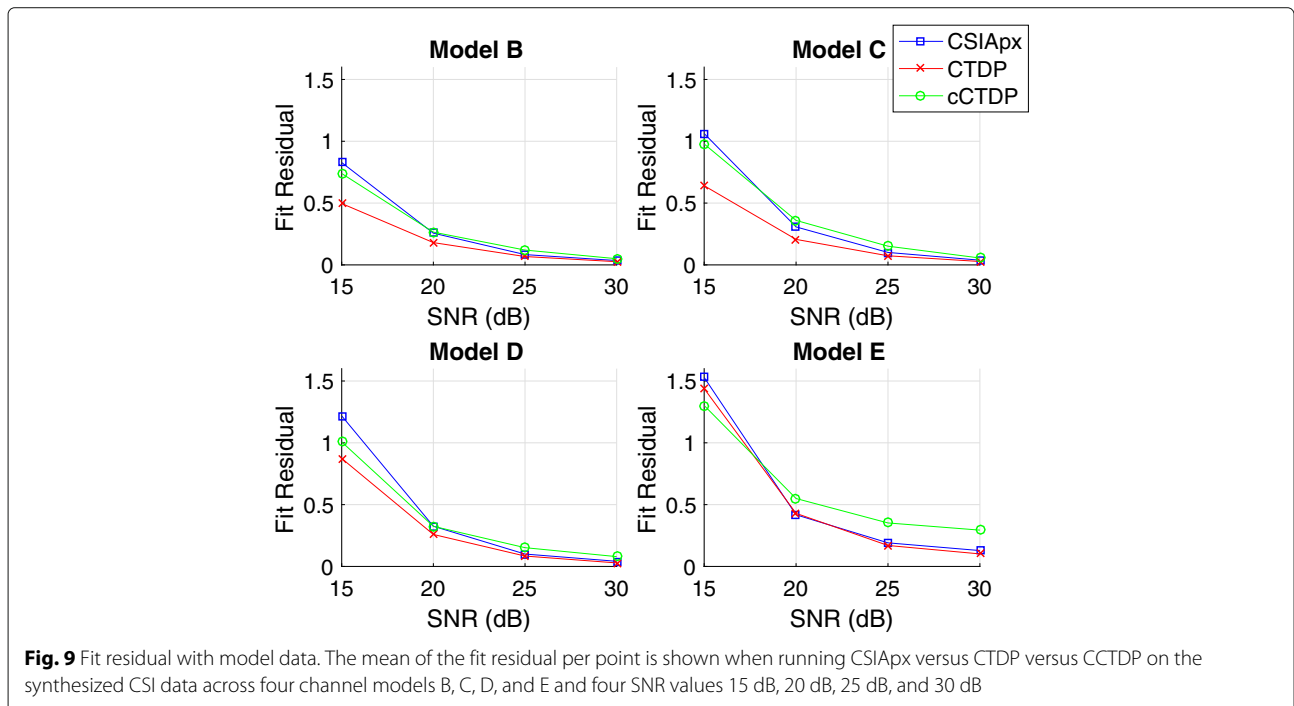 Model B
1.5
1
0.5
0
15 20 25 30
Fit Residual
SNR (dB)
Model C
1.5
1
0.5
0
15 20 25 30
Fit Residual
SNR (dB)
CSIApx
CTDP
cCTDP
Model D
1.5
1
0.5
0
15 20 25 30
Fit Residual
SNR (dB)
Model E
1.5
1
0.5
0
15 20 25 30
Fit Residual
SNR (dB)
Fig. 9 Fit residual with model data. The mean of the fit residual per point is shown when running CSIApx versus CTDP versus CCTDP on the
synthesized CSI data across four channel models B, C, D, and E and four SNR values 15 dB, 20 dB, 25 dB, and 30 dB